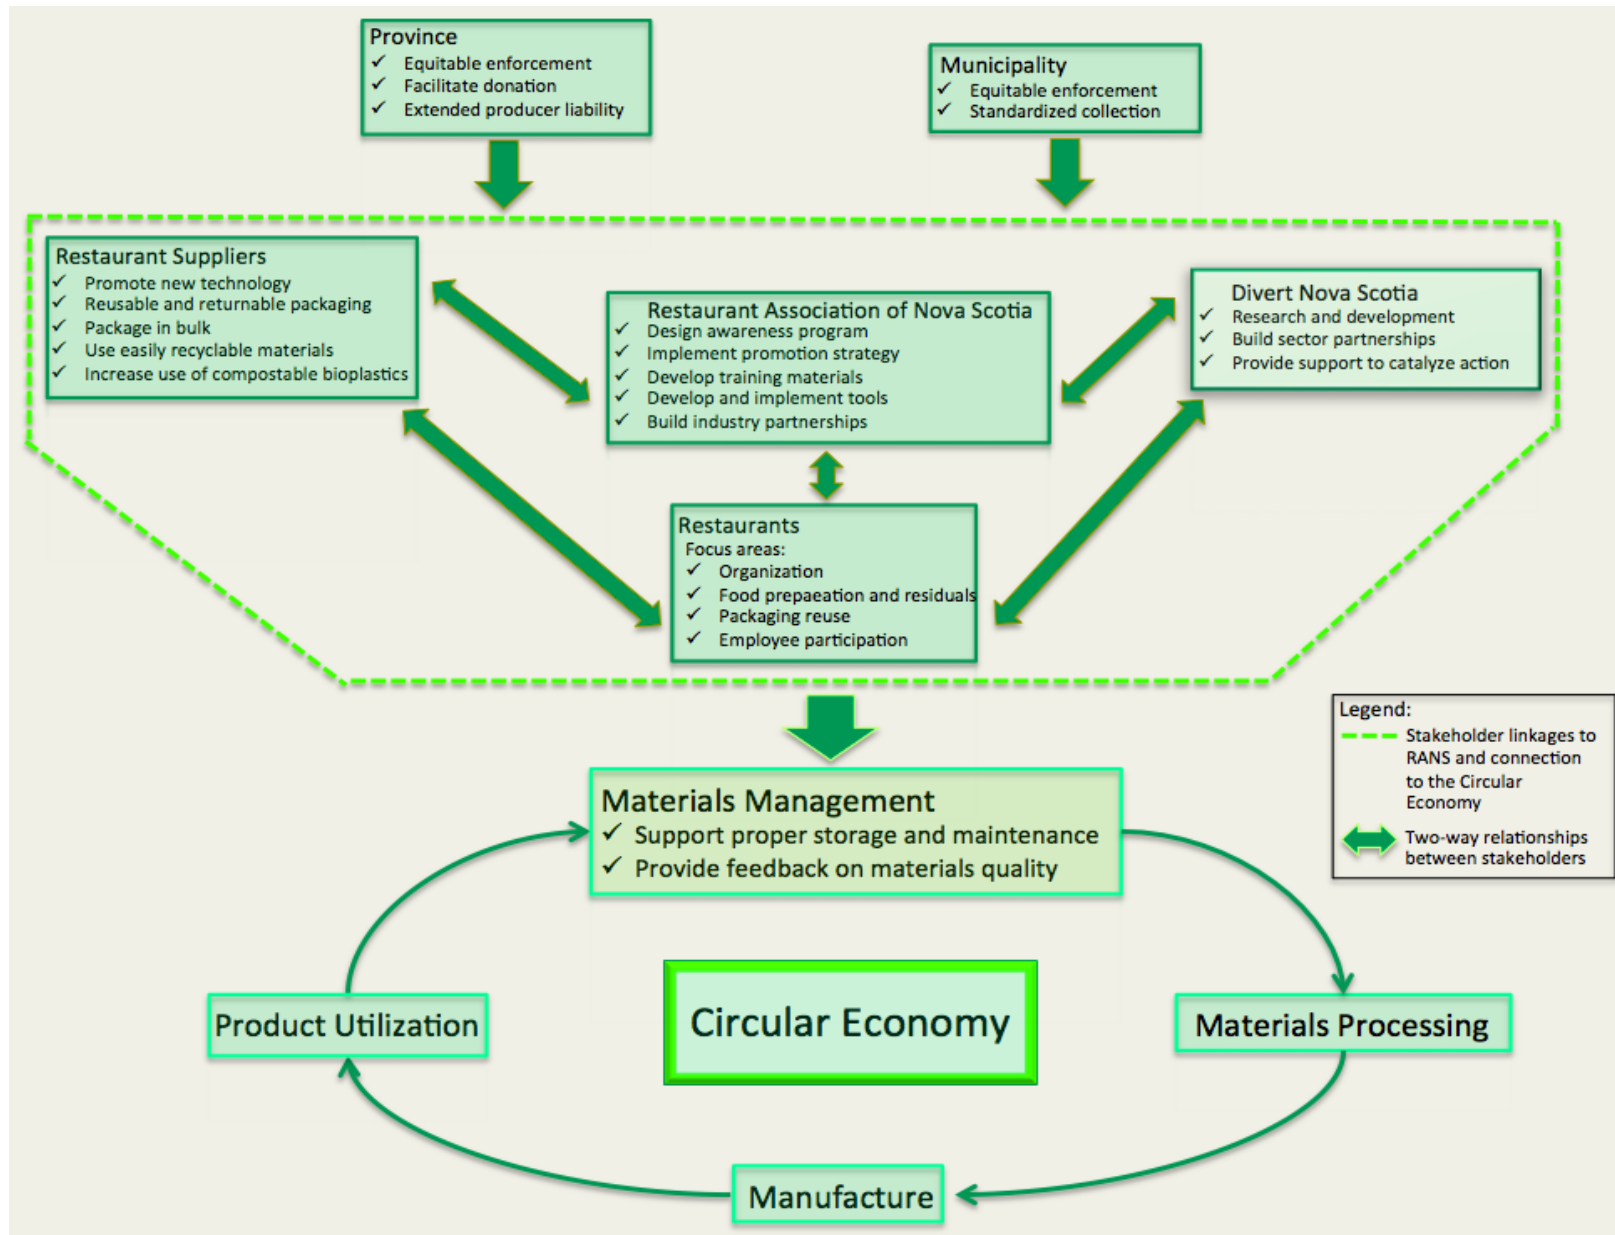 Province
✓ Equitable enforcement
✓ Facilitate donation
✓ Extended producer liability
Municipality
✓ Equitable enforcement
✓ Standardized collection
Restaurant Suppliers
✓ Promote new technology
✓ Reusable and returnable packaging
✓ Package in bulk
✓ Use easily recyclable materials
✓ Increase use of compostable bioplastics
Restaurant Association of Nova Scotia
✓ Design awareness program
✓ Implement promotion strategy
✓ Develop training materials
✓ Develop and implement tools
✓ Build industry partnerships
Divert Nova Scotia
✓ Research and development
✓ Build sector partnerships
✓ Provide support to catalyze action
Restaurants
Focus areas:
✓ Organization
✓ Food prepaeation and residuals
✓ Packaging reuse
✓ Employee participation
Legend:
Stakeholder linkages to
RANS and connection
to the Circular
Economy
Two-way relationships
between stakeholders
Materials Management
✓ Support proper storage and maintenance
✓ Provide feedback on materials quality
Product Utilization
Circular Economy
Materials Processing
Manufacture